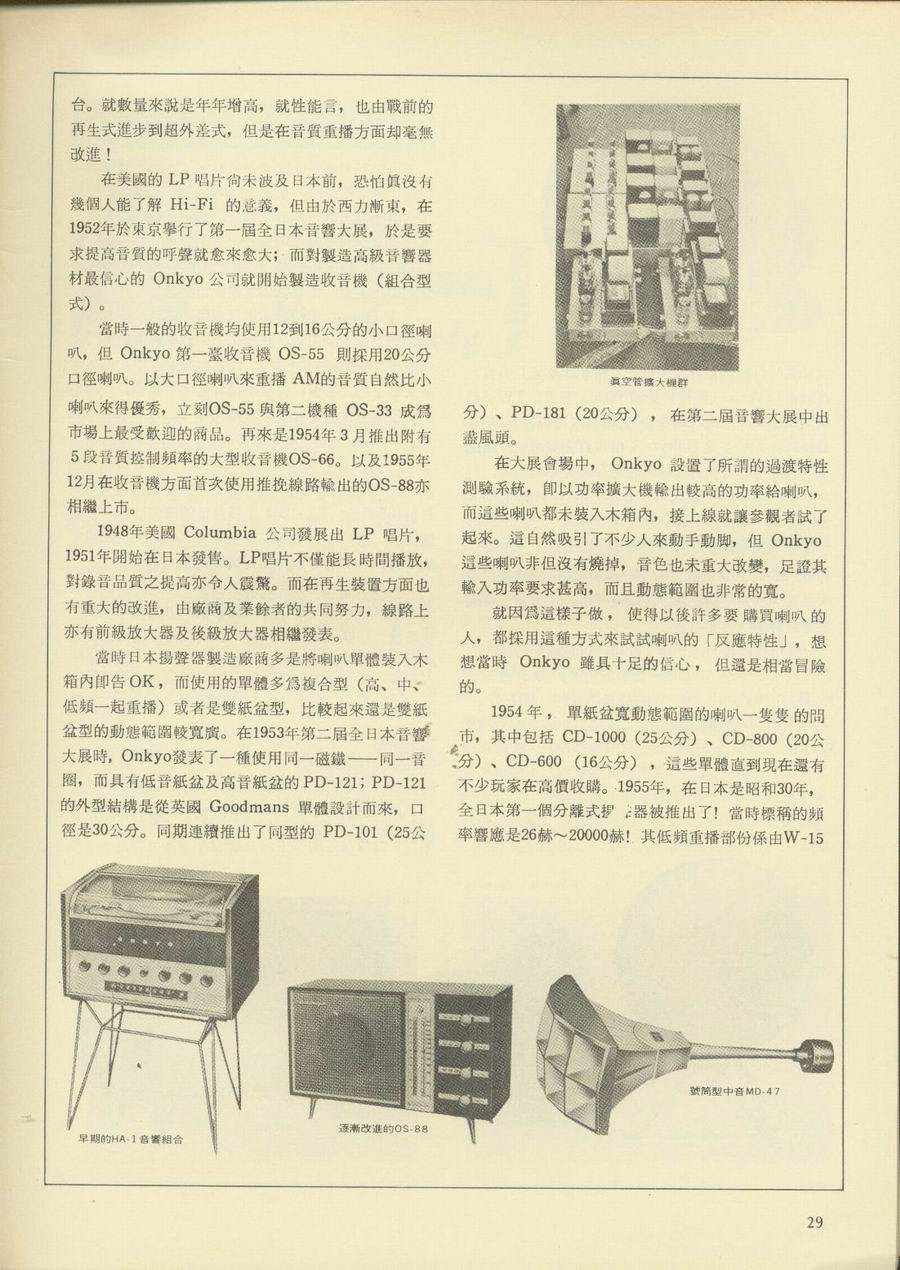 台。就數量來說是年年增高，就性能言，也由戰前的
再生式進步到超外差式，但是在音質重播方面却毫無
改進！
在美國的 LP 唱片尙未波及日本前，恐怕眞沒有
幾個人能了解 Hi-Fi 的意義，但由於西力漸東，在
1952年於東京擧行了第一屆全日本音響大展，於是要
求提高音質的呼聲就愈來愈大；而對製造高級音響器
材最信心的 Onkyo 公司就開始製造收音機（組合型
式）。
當時一般的收音機均使用12到16公分的小口徑喇
叭，但 Onkyo 第一臺收音機 OS-55 則採用20公分
口徑喇叭。以大口徑喇叭來重播 AM的音質自然比小
喇叭來得優秀，立刻OS-55 與第二機種 OS-33 成爲
市場上最受歡迎的商品。再來是1954年 3 月推出附有
5 段音質控制頻率的大型收音機OS-66。以及1955年
12月在收音機方面首次使用推挽線路輸出的OS-88亦
相繼上市。
1948年美國 Columbia 公司發展出 LP 唱片，
1951年開始在日本發售。LP唱片不僅能長時間播放，
對錄音品質之提高亦令人震驚。而在再生裝置方面也
有重大的改進，由廠商及業餘者的共同努力，線路上
亦有前級放大器及後級放大器相繼發表。
當時日本揚聲器製造廠商多是將喇叭單體裝入木
箱內卽告 OK，而使用的單體多爲複合型（高、中、
低頻一起重播）或者是雙紙盆型，比較起來還是雙紙
盆型的動態範圍較寬廣。在1953年第二屆全日本音響
大展時，Onkyo發表了一種使用同一磁鐵——同一音
圈，而具有低音紙盆及高音紙盆的 PD-121；PD-121
的外型結構是從英國 Goodmans 單體設計而來，口
徑是30公分。同期連續推出了同型的 PD-101（25公
眞空管擴大機群
分）、PD-181（20公分），在第二屆音響大展中出
盡風頭。
在大展會場中， Onkyo 設置了所謂的過渡特性
測驗系統，卽以功率擴大機輸出較高的功率給喇叭，
而這些喇叭都未裝入木箱內，接上線就讓參觀者試了
起來。這自然吸引了不少人來動手動脚，但 Onkyo
這些喇叭非但沒有燒掉，音色也未重大改變，足證其
輸入功率要求甚高，而且動態範圍也非常的寬。
就因爲這樣子做，使得以後許多要購買喇叭的
人，都採用這種方式來試試喇叭的「反應特性」，想
想當時 Onkyo 雖具十足的信心，但還是相當冒險
的。
1954 年，單紙盆寬動態範圍的喇叭一隻隻的問
市，其中包括 CD-1000（25公分）、CD-800（20公
分）、CD-600（16公分），這些單體直到現在還有
不少玩家在高價收購。1955年，在日本是昭和30年，
全日本第一個分離式 器被推出了！當時標稱的頻
率響應是26赫～20000赫！其低頻重播部份係由W-15
ONKYO
早期的HA-1音響組合
逐漸改進的OS-88
號筒型中音MD-47
29